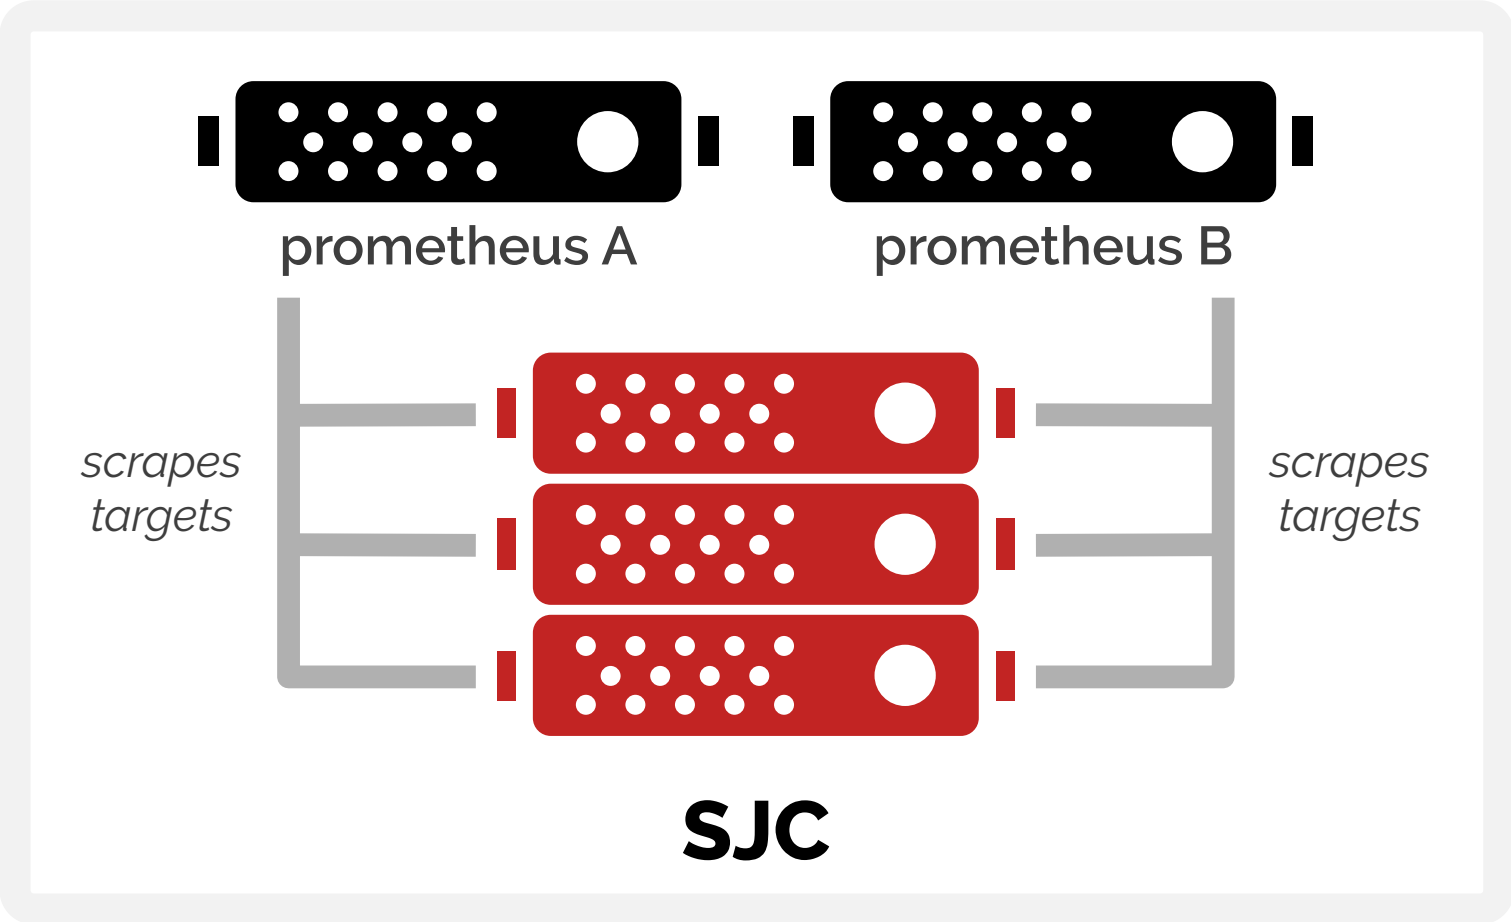 prometheus A
prometheus B
scrapes
targets
scrapes
targets
SJC